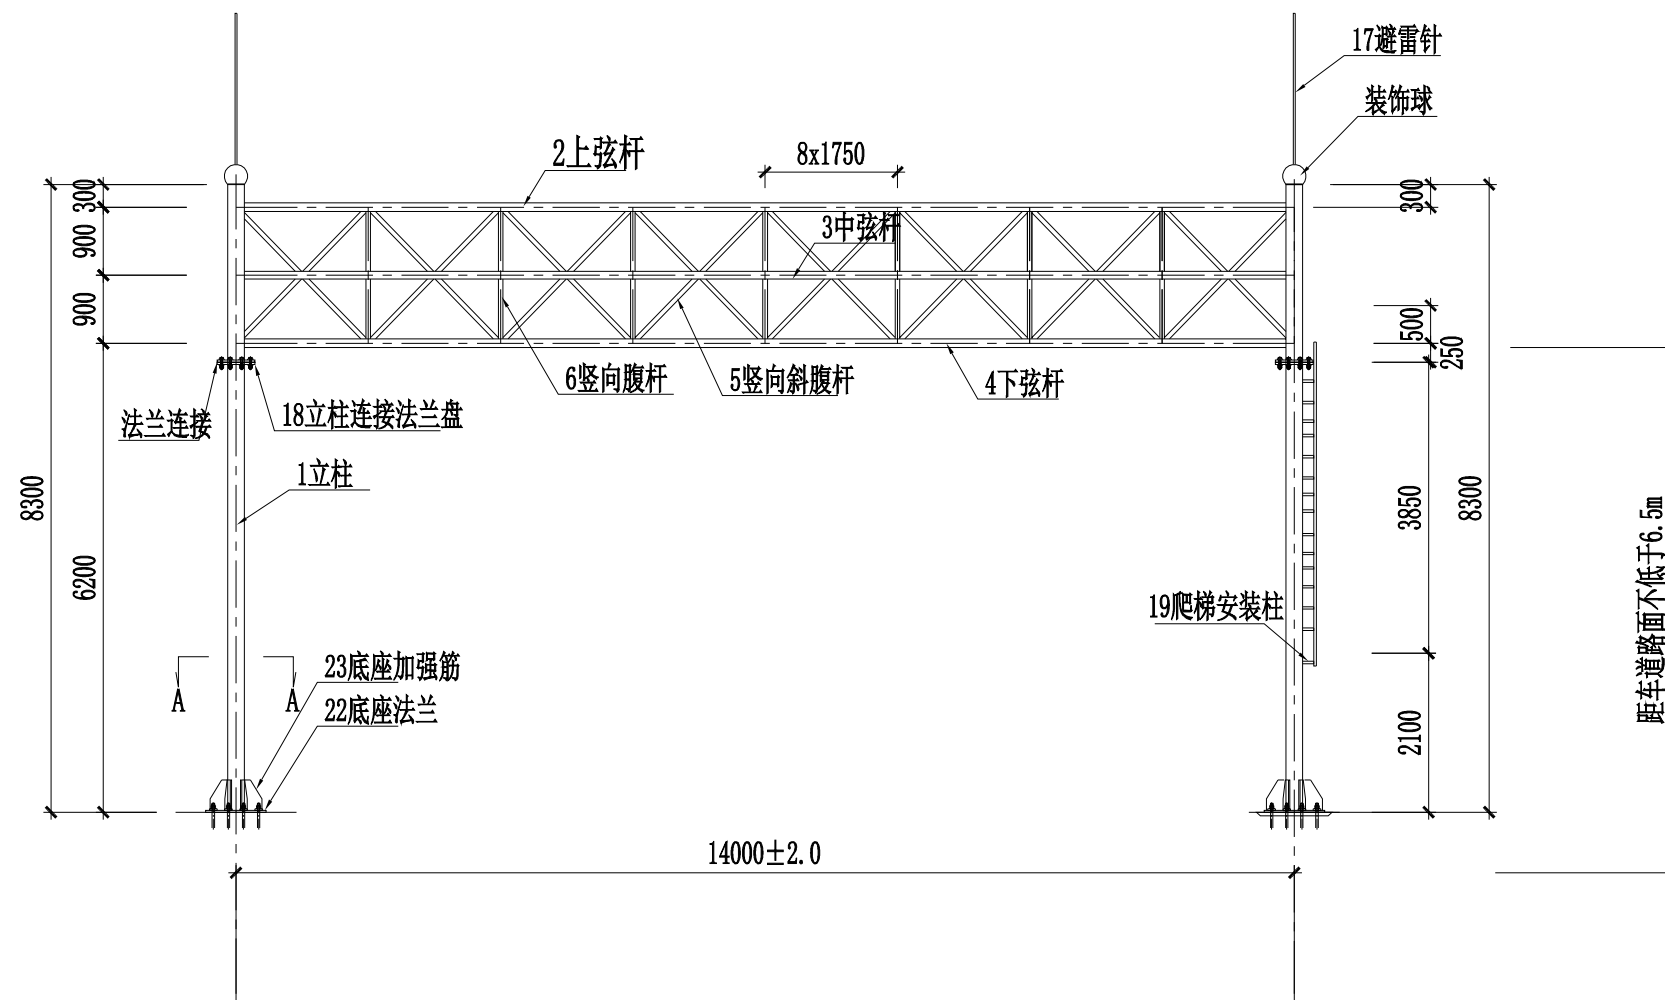 17避雷针
装饰球
2上弦杆
8x1750
300
900
900
6200
8300
3中弦杆
6竖向腹杆
5竖向斜腹杆
4下弦杆
法兰连接
18立柱连接法兰盘
1立柱
300
500
250
3850
8300
2100
19爬梯安装柱
距车道路面不低于6.5m
A
A
23底座加强筋
22底座法兰
14000±2.0